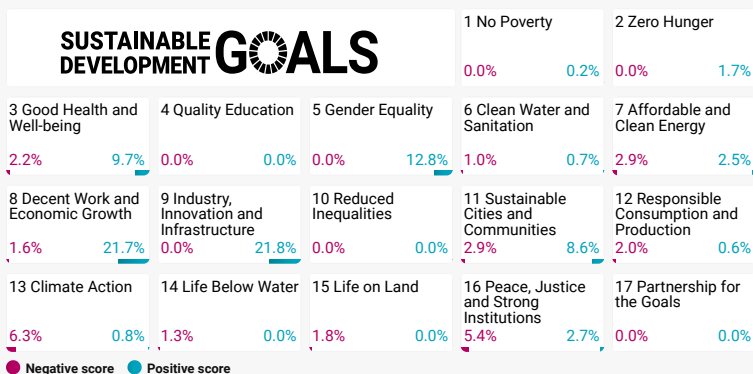 SUSTAINABLE
DEVELOPMENT
GOALS
1 No Poverty
0.0% 0.2%
2 Zero Hunger
0.0% 1.7%
3 Good Health and
Well-being
2.2% 9.7%
4 Quality Education
0.0% 0.0%
5 Gender Equality
0.0% 12.8%
6 Clean Water and
Sanitation
1.0% 0.7%
7 Affordable and
Clean Energy
2.9% 2.5%
8 Decent Work and
Economic Growth
1.6% 21.7%
9 Industry,
Innovation and
Infrastructure
0.0% 21.8%
10 Reduced
Inequalities
0.0% 0.0%
11 Sustainable
Cities and
Communities
2.9% 8.6%
12 Responsible
Consumption and
Production
2.0% 0.6%
13 Climate Action
6.3% 0.8%
14 Life Below Water
1.3% 0.0%
15 Life on Land
1.8% 0.0%
16 Peace, Justice
and Strong
Institutions
5.4% 2.7%
17 Partnership for
the Goals
0.0% 0.0%
Negative score Positive score